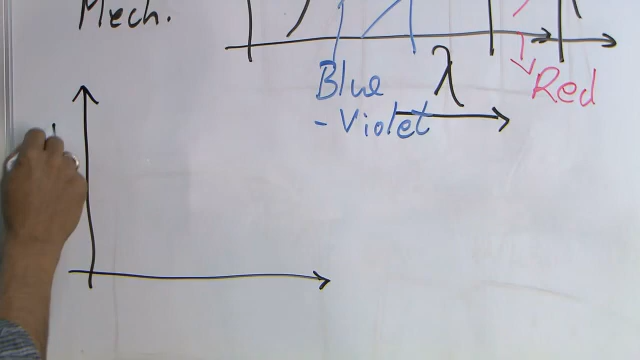 Mech.
λ
Blue
- Violet
Red